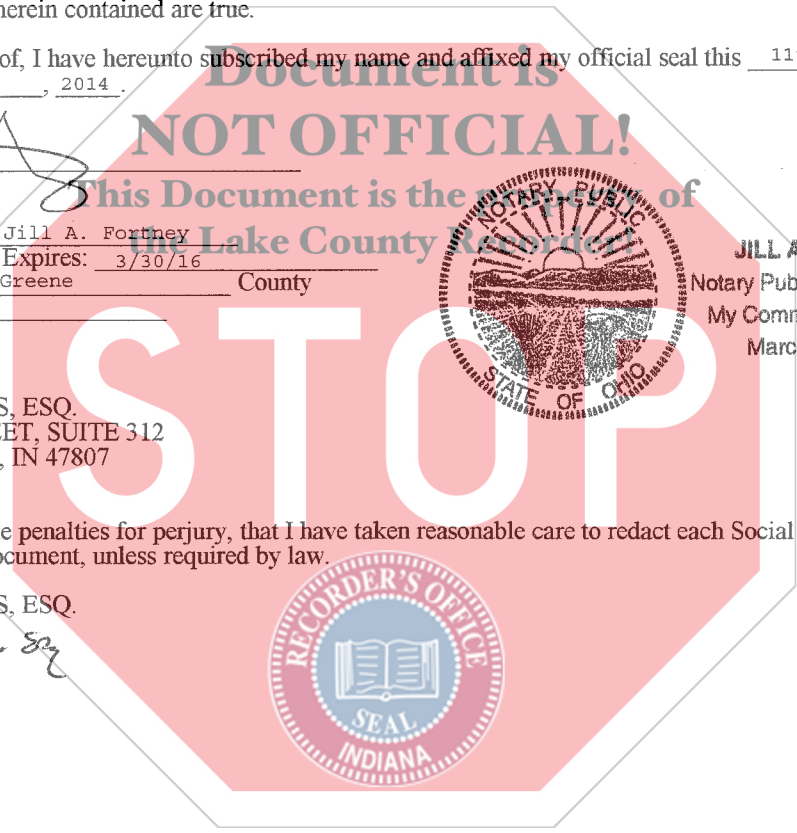 herein contained are true.
of, I have hereunto subscribed my name and affixed my official seal this 11
, 2014 .
Document is
NOT OFFICIAL!
This Document is the property of
the Lake County Recorder!
Jill A. Fortney
Expires: 3/30/16
Greene County
NOTARY PUBLIC
STATE OF OHIO
JILL A
Notary Pub
My Comm
Marc
STOP
S, ESQ.
ET, SUITE 312
, IN 47807
e penalties for perjury, that I have taken reasonable care to redact each Social
ocument, unless required by law.
S, ESQ.
RECORDER'S OFFICE
SEAL
INDIANA